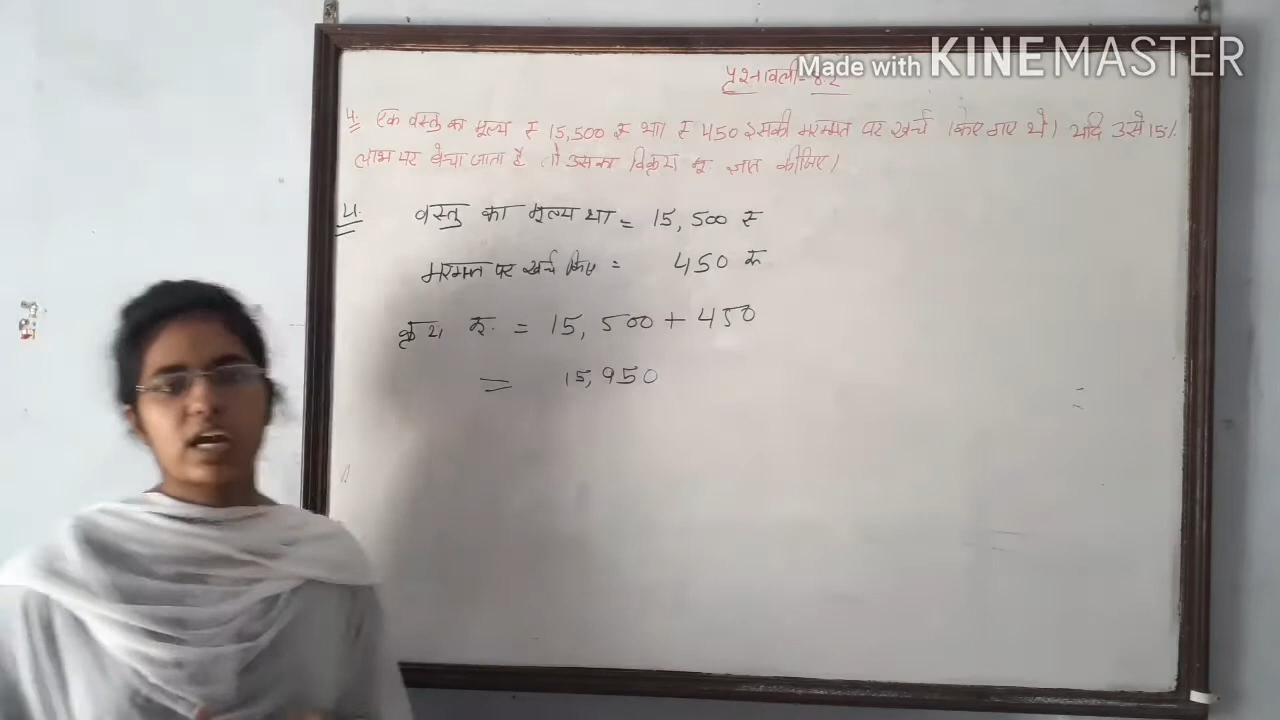 Made with KINEMASTER
प्रश्नावली- 8.2
4. एक वस्तु का मूल्य ₹ 15,500 रू था। ₹ 450 इसकी मरम्मत पर खर्च किए गए थे। यदि उसे 15%
लाभ पर बेचा जाता है तो उसका विक्रय मू. ज्ञात कीजिए।
4. वस्तु का मूल्य था = 15,500 रू
मरम्मत पर खर्च किए = 450 रू
क्रय मू. = 15,500 + 450
= 15,950